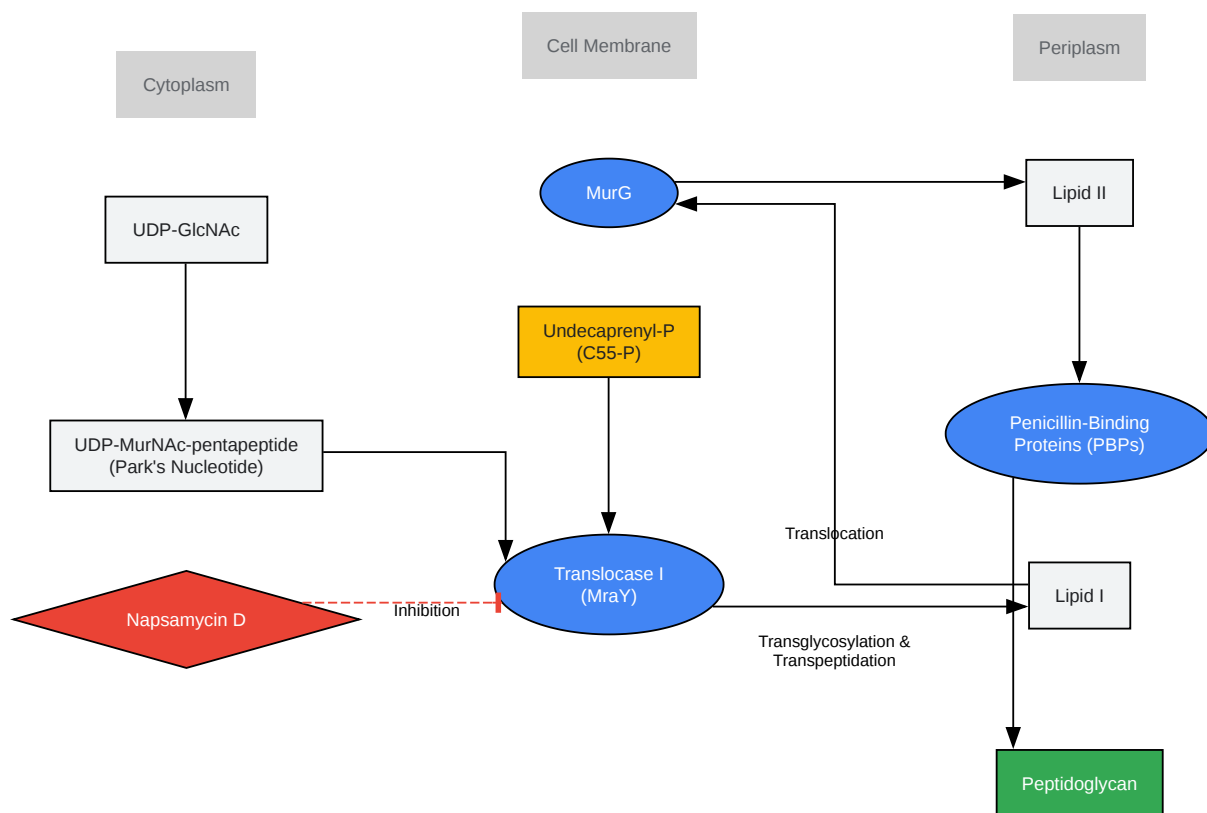 Cell Membrane
Periplasm
Cytoplasm
MurG
Lipid II
UDP-GlcNAc
Undecaprenyl-P
(C55-P)
Penicillin-Binding
Proteins (PBPs)
UDP-MurNAc-pentapeptide
(Park's Nucleotide)
Translocation
Translocase I
(MraY)
Lipid I
Napsamycin D
Inhibition
Transglycosylation &
Transpeptidation
Peptidoglycan